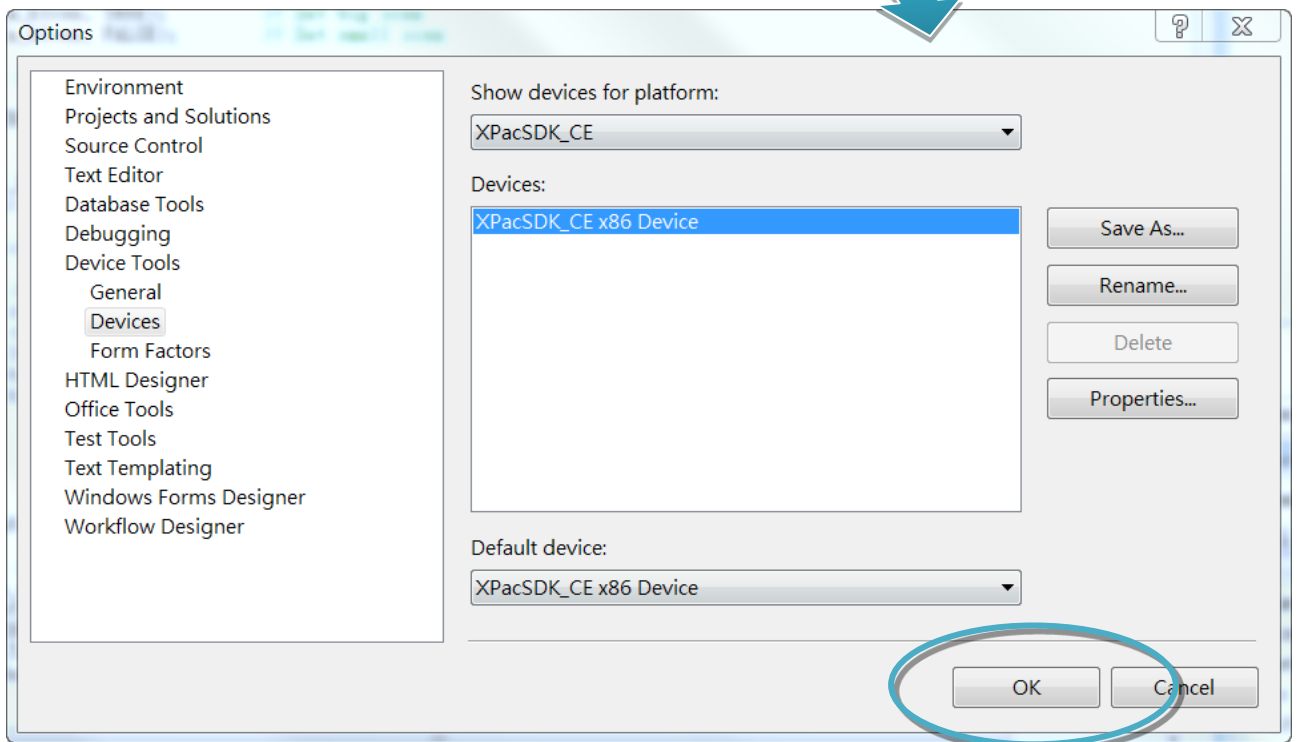 Options
Environment
Projects and Solutions
Source Control
Text Editor
Database Tools
Debugging
Device Tools
General
Devices
Form Factors
HTML Designer
Office Tools
Test Tools
Text Templating
Windows Forms Designer
Workflow Designer
Show devices for platform:
XPacSDK_CE
Devices:
XPacSDK_CE x86 Device
Save As...
Rename...
Delete
Properties...
Default device:
XPacSDK_CE x86 Device
OK
Cancel